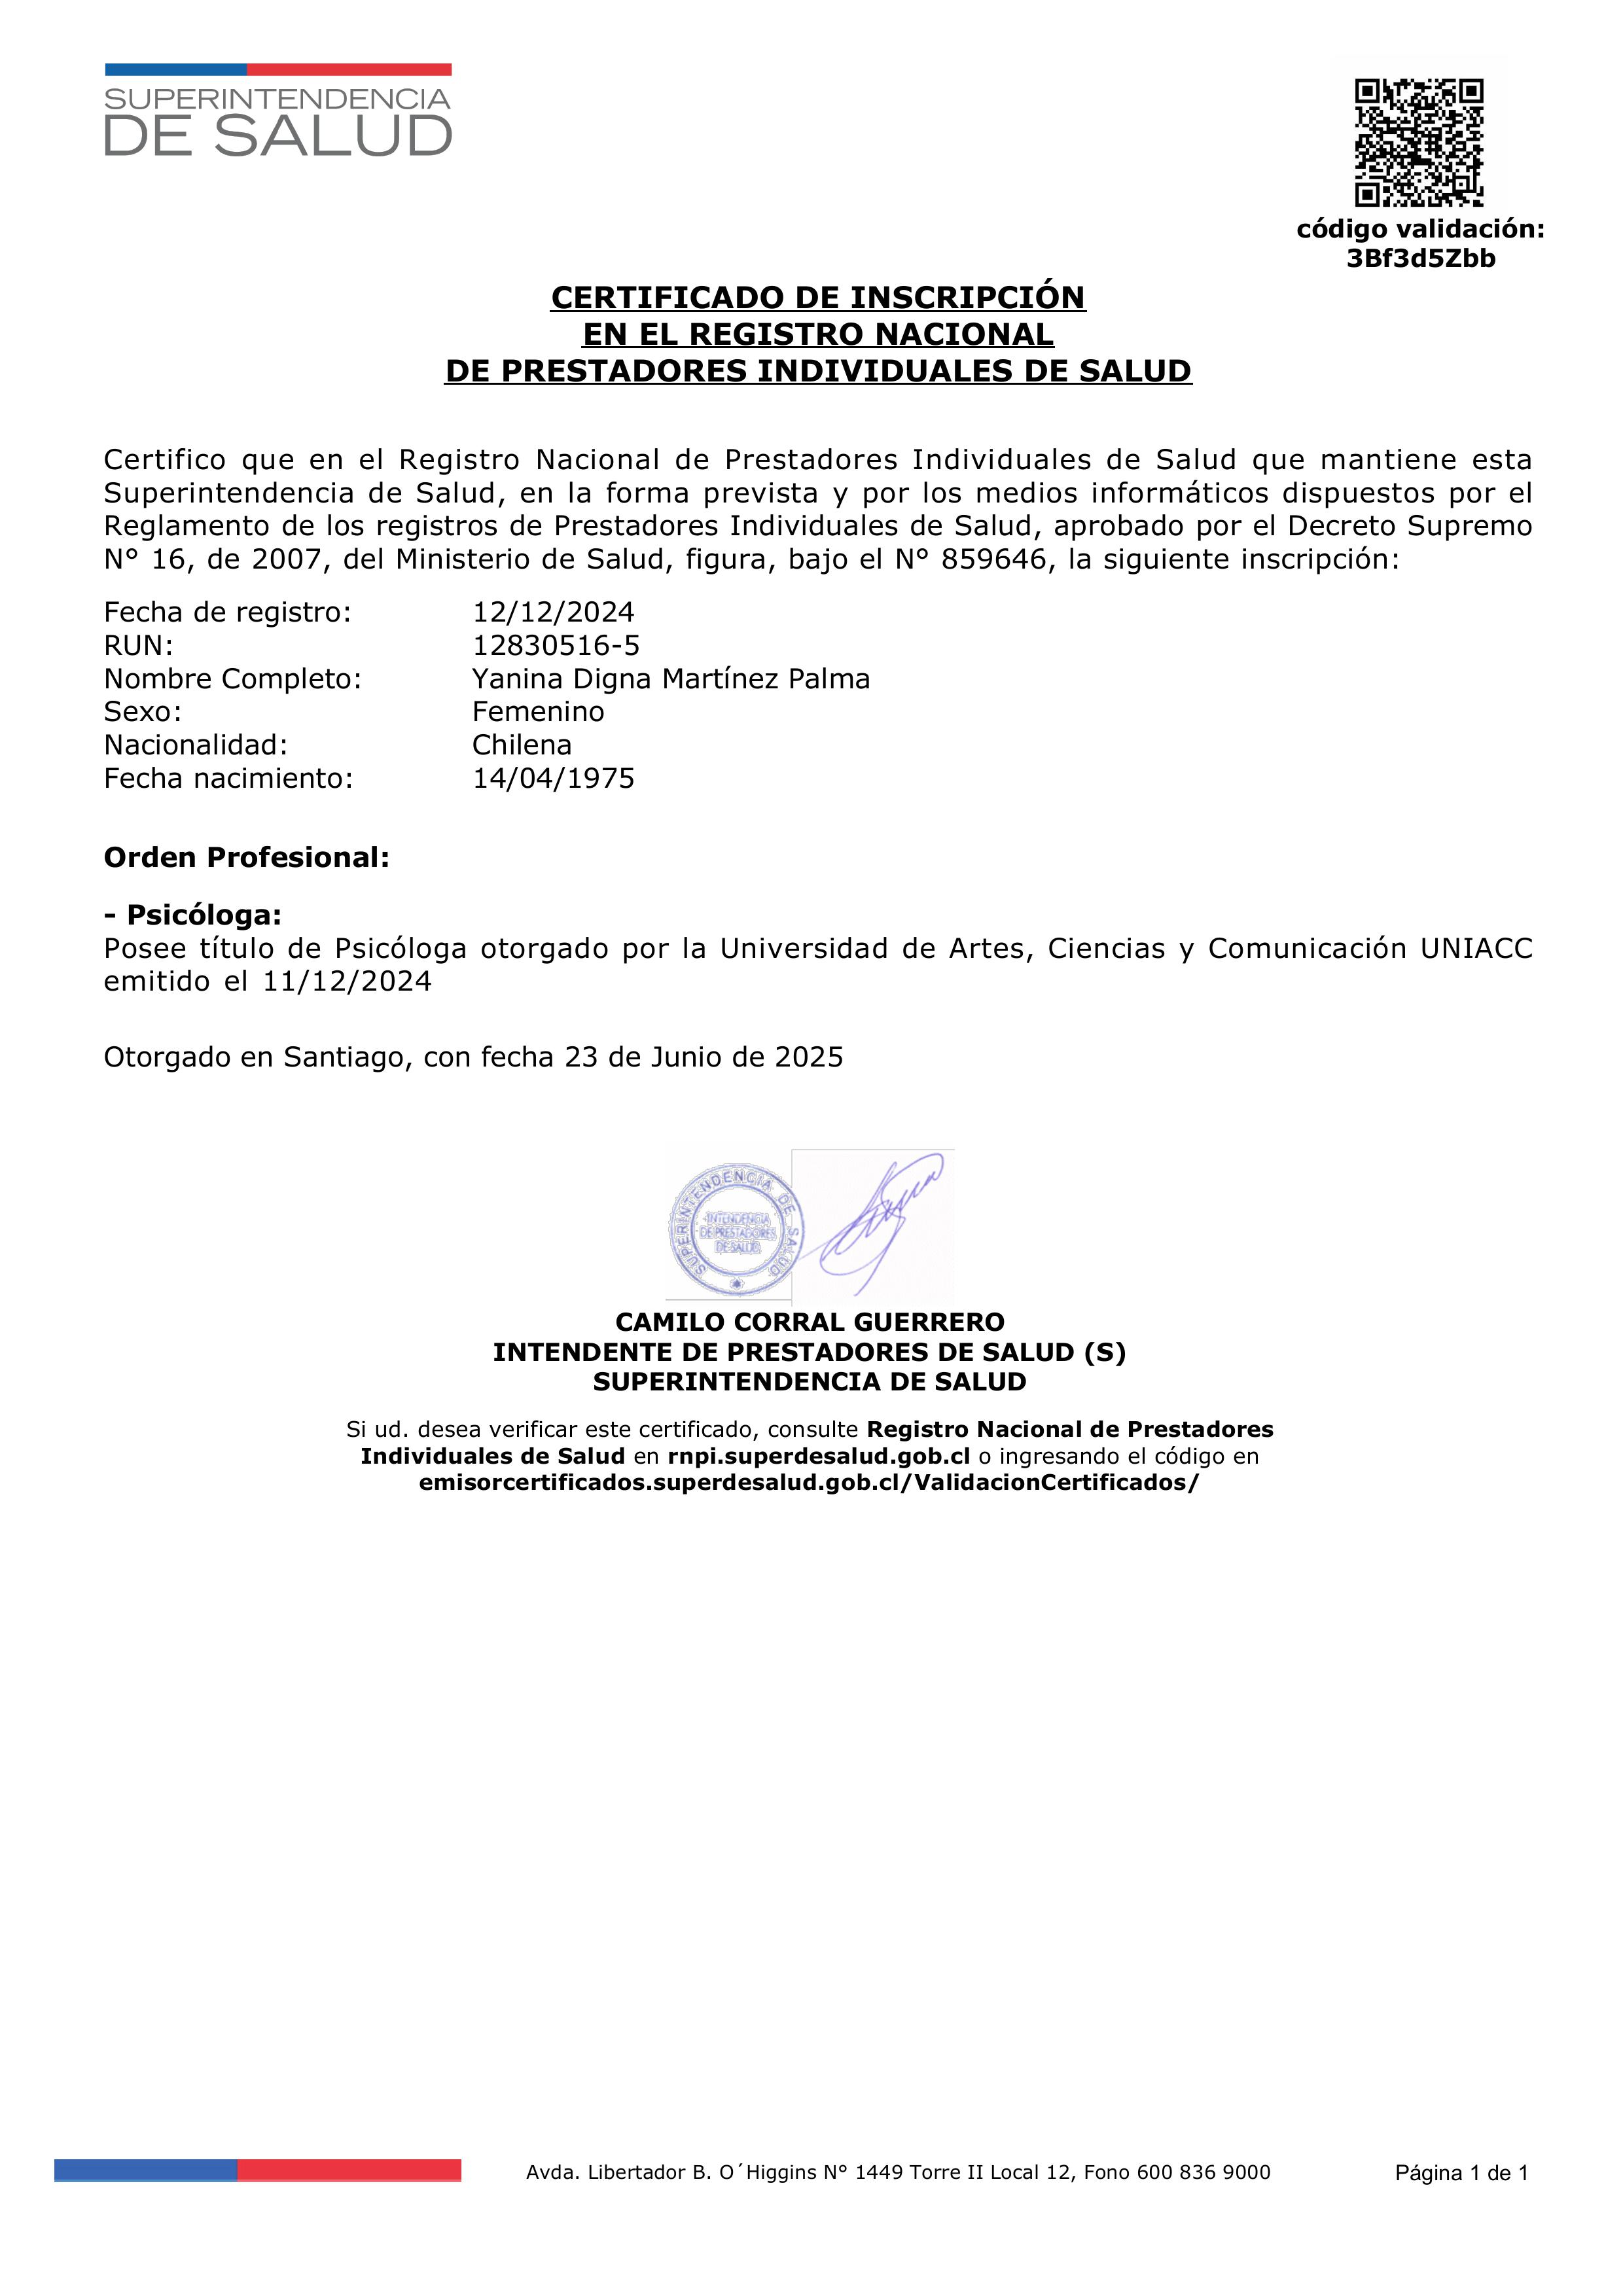 SUPERINTENDENCIA
DE SALUD
código validación:
3Bf3d5Zbb
CERTIFICADO DE INSCRIPCIÓN
EN EL REGISTRO NACIONAL
DE PRESTADORES INDIVIDUALES DE SALUD
Certifico que en el Registro Nacional de Prestadores Individuales de Salud que mantiene esta
Superintendencia de Salud, en la forma prevista y por los medios informáticos dispuestos por el
Reglamento de los registros de Prestadores Individuales de Salud, aprobado por el Decreto Supremo
N° 16, de 2007, del Ministerio de Salud, figura, bajo el N° 859646, la siguiente inscripción:
Fecha de registro: 12/12/2024
RUN: 12830516-5
Nombre Completo: Yanina Digna Martínez Palma
Sexo: Femenino
Nacionalidad: Chilena
Fecha nacimiento: 14/04/1975
Orden Profesional:
- Psicóloga:
Posee título de Psicóloga otorgado por la Universidad de Artes, Ciencias y Comunicación UNIACC
emitido el 11/12/2024
Otorgado en Santiago, con fecha 23 de Junio de 2025
SUPERINTENDENCIA DE SALUD
INTENDENCIA
DE PRESTADORES
DE SALUD
CAMILO CORRAL GUERRERO
INTENDENTE DE PRESTADORES DE SALUD (S)
SUPERINTENDENCIA DE SALUD
Si ud. desea verificar este certificado, consulte Registro Nacional de Prestadores
Individuales de Salud en rnpi.superdesalud.gob.cl o ingresando el código en
emisorcertificados.superdesalud.gob.cl/ValidacionCertificados/
Avda. Libertador B. O´Higgins N° 1449 Torre II Local 12, Fono 600 836 9000
Página 1 de 1